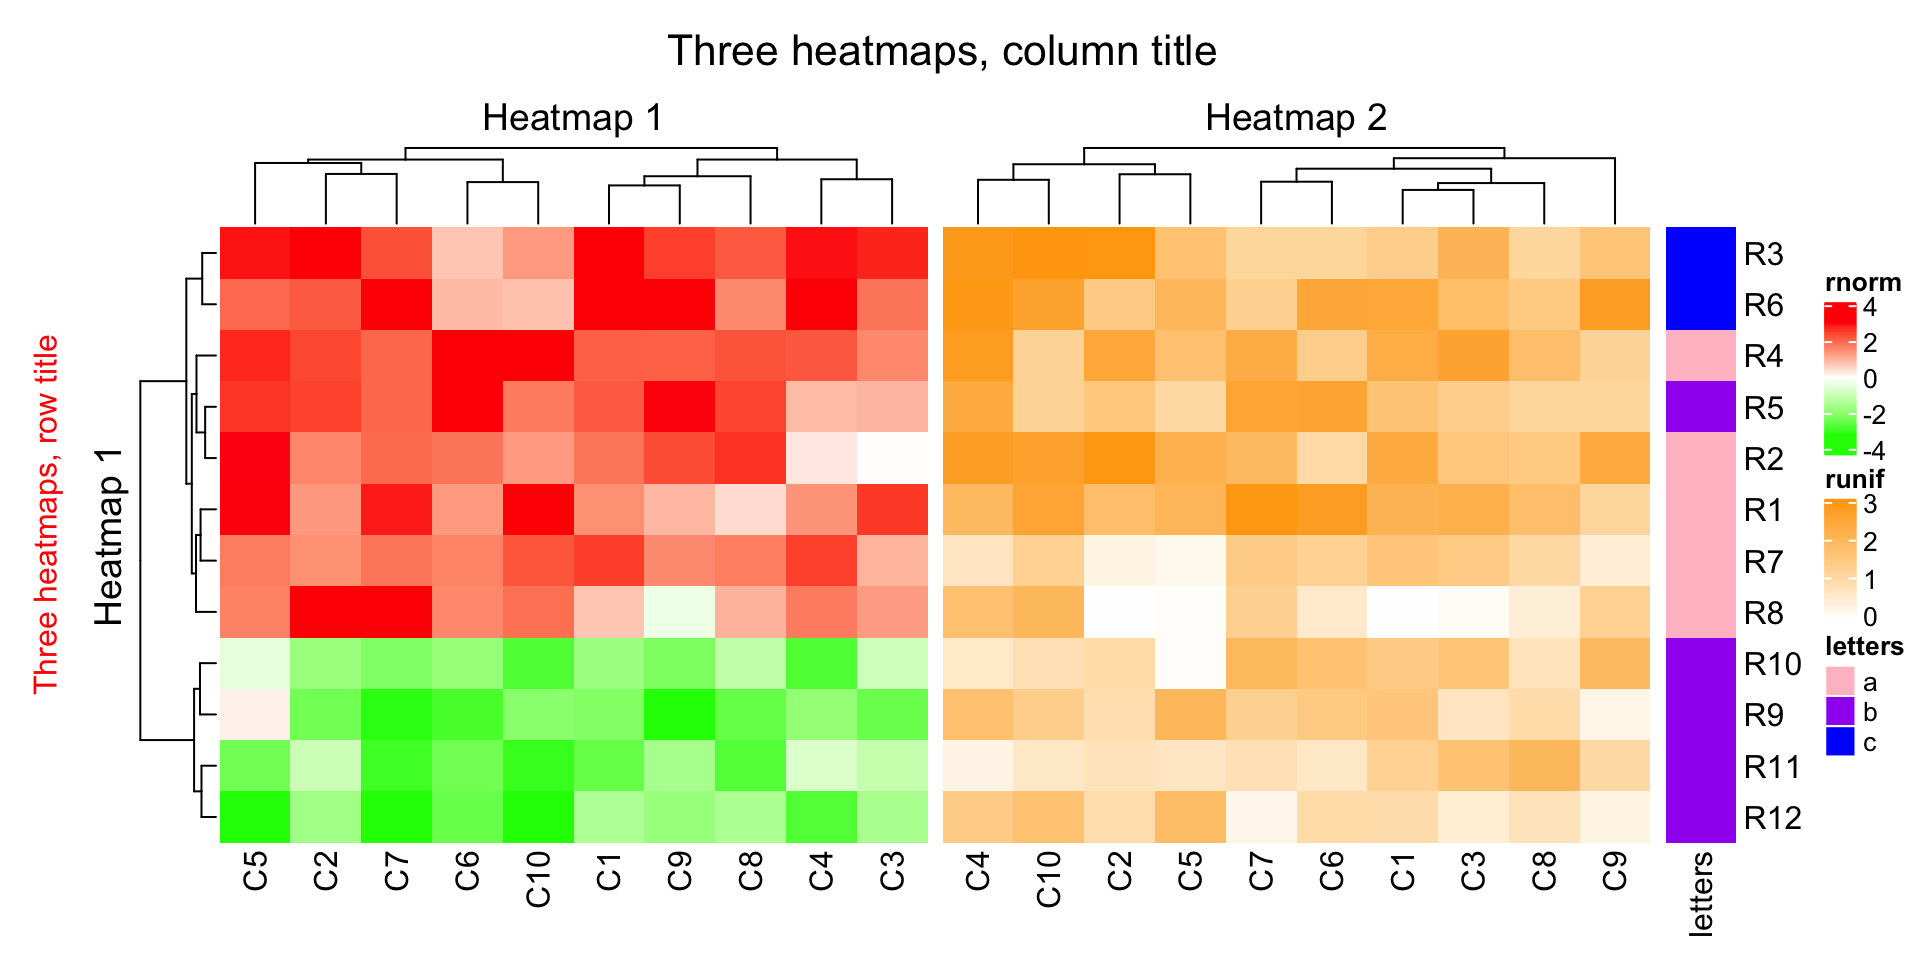 Three heatmaps, column title
Heatmap 1
Heatmap 2
Three heatmaps, row title
Heatmap 1
R3
R6
R4
R5
R2
R1
R7
R8
R10
R9
R11
R12
C5 C2 C7 C6 C10 C1 C9 C8 C4 C3
C4 C10 C2 C5 C7 C6 C1 C3 C8 C9
letters
rnorm
4
2
0
-2
-4
runif
3
2
1
0
letters
a
b
c